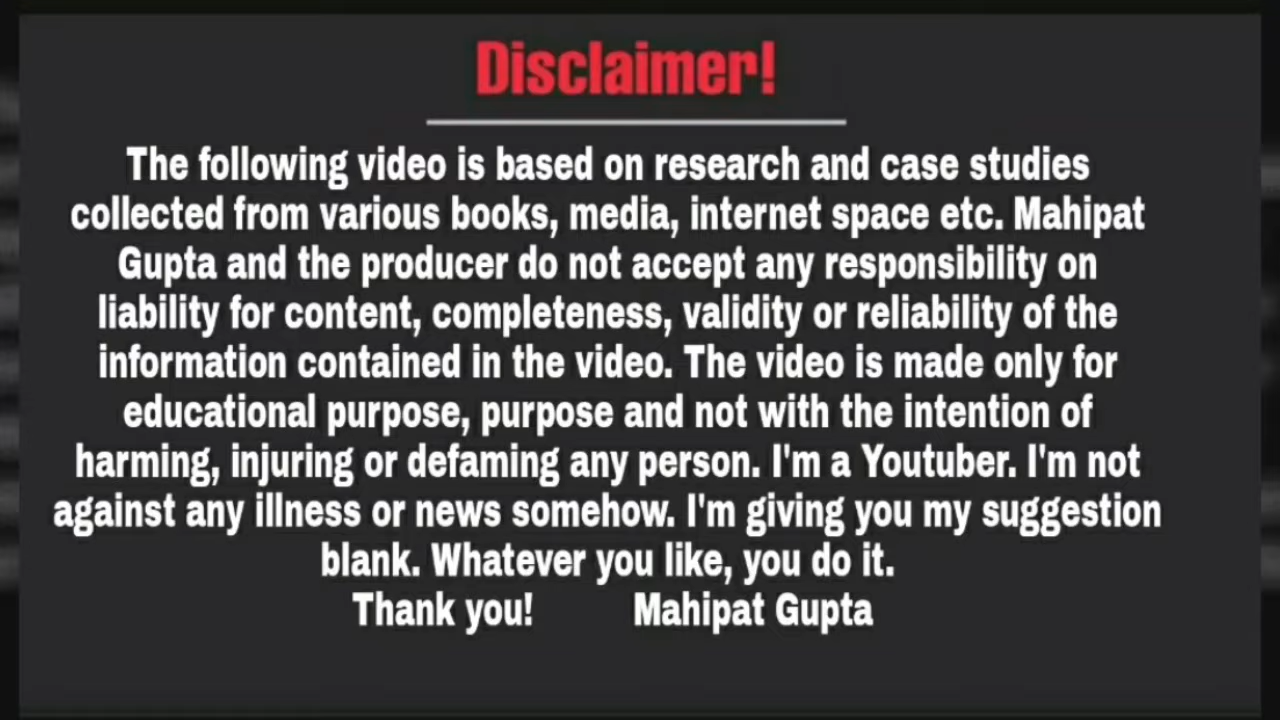 Disclaimer!
The following video is based on research and case studies
collected from various books, media, internet space etc. Mahipat
Gupta and the producer do not accept any responsibility on
liability for content, completeness, validity or reliability of the
information contained in the video. The video is made only for
educational purpose, purpose and not with the intention of
harming, injuring or defaming any person. I'm a Youtuber. I'm not
against any illness or news somehow. I'm giving you my suggestion
blank. Whatever you like, you do it.
Thank you! Mahipat Gupta